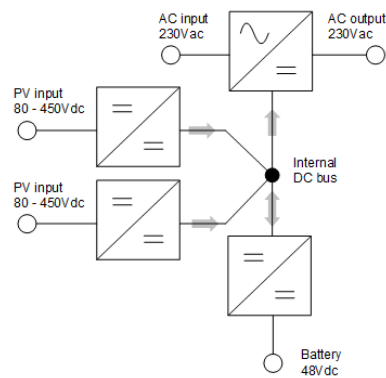 AC input
230Vac
AC output
230Vac
PV input
80 - 450Vdc
PV input
80 - 450Vdc
Internal
DC bus
Battery
48Vdc